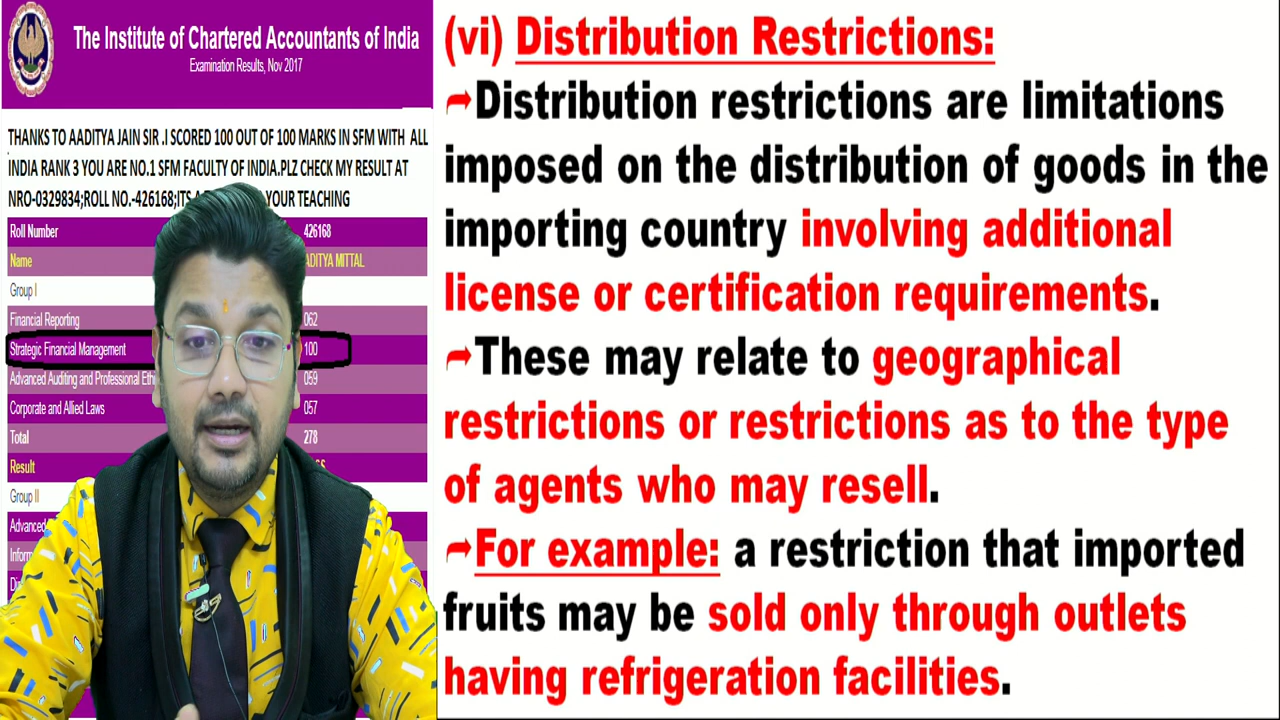 The Institute of Chartered Accountants of India
Examination Results, Nov 2017
THANKS TO AADITYA JAIN SIR .I SCORED 100 OUT OF 100 MARKS IN SFM WITH ALL
INDIA RANK 3 YOU ARE NO.1 SFM FACULTY OF INDIA.PLZ CHECK MY RESULT AT
NRO-0329834;ROLL NO.-426168;ITS A YOUR TEACHING
Roll Number 426168
Name ADITYA MITTAL
Group I
Financial Reporting 062
Strategic Financial Management 100
Advanced Auditing and Professional 059
Corporate and Allied Laws 057
Total 278
Result
Group II
Advanced
(vi) Distribution Restrictions:
Distribution restrictions are limitations
imposed on the distribution of goods in the
importing country involving additional
license or certification requirements.
These may relate to geographical
restrictions or restrictions as to the type
of agents who may resell.
For example: a restriction that imported
fruits may be sold only through outlets
having refrigeration facilities.